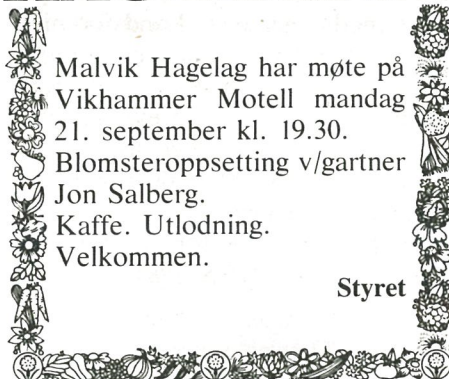 Malvik Hagelag har møte på
Vikhammer Motell mandag
21. september kl. 19.30.
Blomsteroppsetting v/gartner
Jon Salberg.
Kaffe. Utlodning.
Velkommen.
Styret